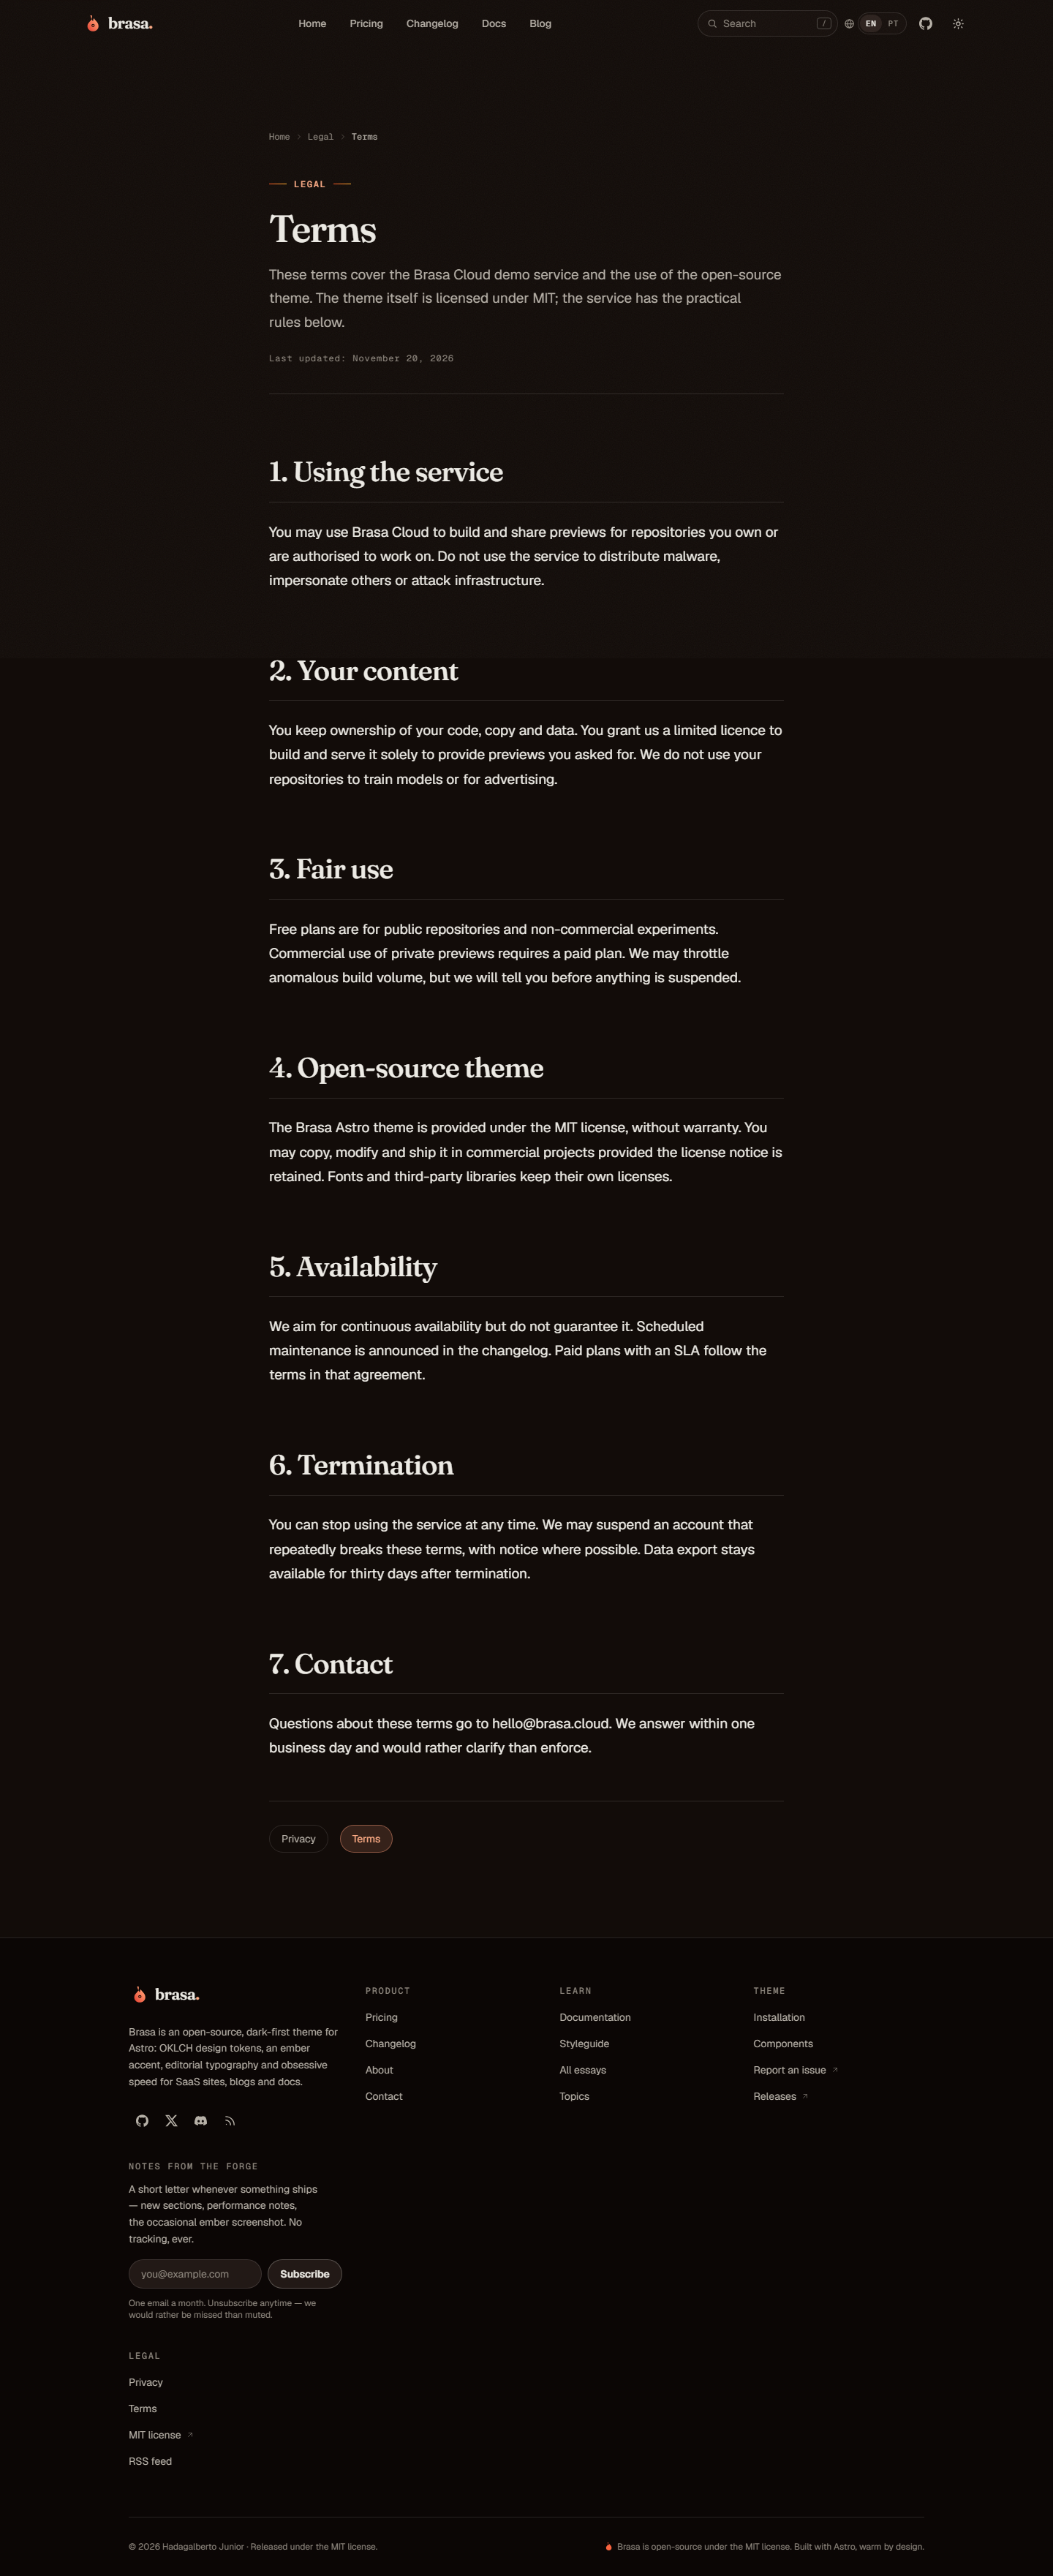 brasa.
Home Pricing Changelog Docs Blog
Search /
EN PT
Home > Legal > Terms
LEGAL
Terms
These terms cover the Brasa Cloud demo service and the use of the open-source
theme. The theme itself is licensed under MIT; the service has the practical
rules below.
Last updated: November 20, 2026
1. Using the service
You may use Brasa Cloud to build and share previews for repositories you own or
are authorised to work on. Do not use the service to distribute malware,
impersonate others or attack infrastructure.
2. Your content
You keep ownership of your code, copy and data. You grant us a limited licence to
build and serve it solely to provide previews you asked for. We do not use your
repositories to train models or for advertising.
3. Fair use
Free plans are for public repositories and non-commercial experiments.
Commercial use of private previews requires a paid plan. We may throttle
anomalous build volume, but we will tell you before anything is suspended.
4. Open-source theme
The Brasa Astro theme is provided under the MIT license, without warranty. You
may copy, modify and ship it in commercial projects provided the license notice is
retained. Fonts and third-party libraries keep their own licenses.
5. Availability
We aim for continuous availability but do not guarantee it. Scheduled
maintenance is announced in the changelog. Paid plans with an SLA follow the
terms in that agreement.
6. Termination
You can stop using the service at any time. We may suspend an account that
repeatedly breaks these terms, with notice where possible. Data export stays
available for thirty days after termination.
7. Contact
Questions about these terms go to hello@brasa.cloud. We answer within one
business day and would rather clarify than enforce.
Privacy Terms
brasa.
Brasa is an open-source, dark-first theme for
Astro: OKLCH design tokens, an ember
accent, editorial typography and obsessive
speed for SaaS sites, blogs and docs.
NOTES FROM THE FORGE
A short letter whenever something ships
— new sections, performance notes,
the occasional ember screenshot. No
tracking, ever.
you@example.com Subscribe
One email a month. Unsubscribe anytime — we
would rather be missed than muted.
PRODUCT
Pricing
Changelog
About
Contact
LEARN
Documentation
Styleguide
All essays
Topics
THEME
Installation
Components
Report an issue
Releases
LEGAL
Privacy
Terms
MIT license
RSS feed
© 2026 Hadagalberto Junior · Released under the MIT license.
Brasa is open-source under the MIT license. Built with Astro, warm by design.